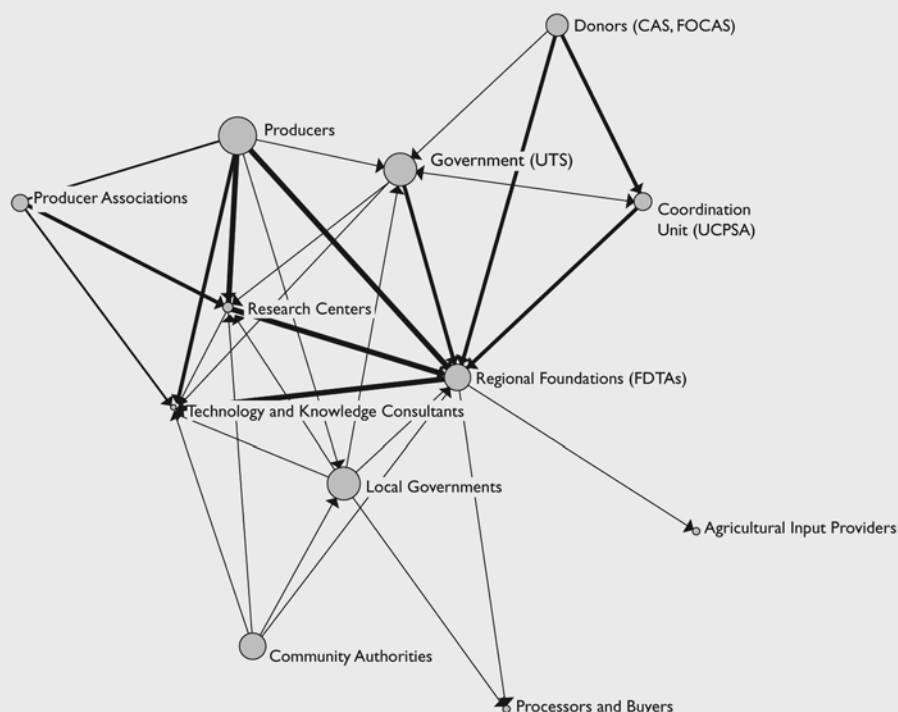 Donors (CAS, FOCAS)
Producers
Government (UTS)
Producer Associations
Coordination
Unit (UCPSA)
Research Centers
Regional Foundations (FDTAs)
Technology and Knowledge Consultants
Local Governments
Agricultural Input Providers
Community Authorities
Processors and Buyers